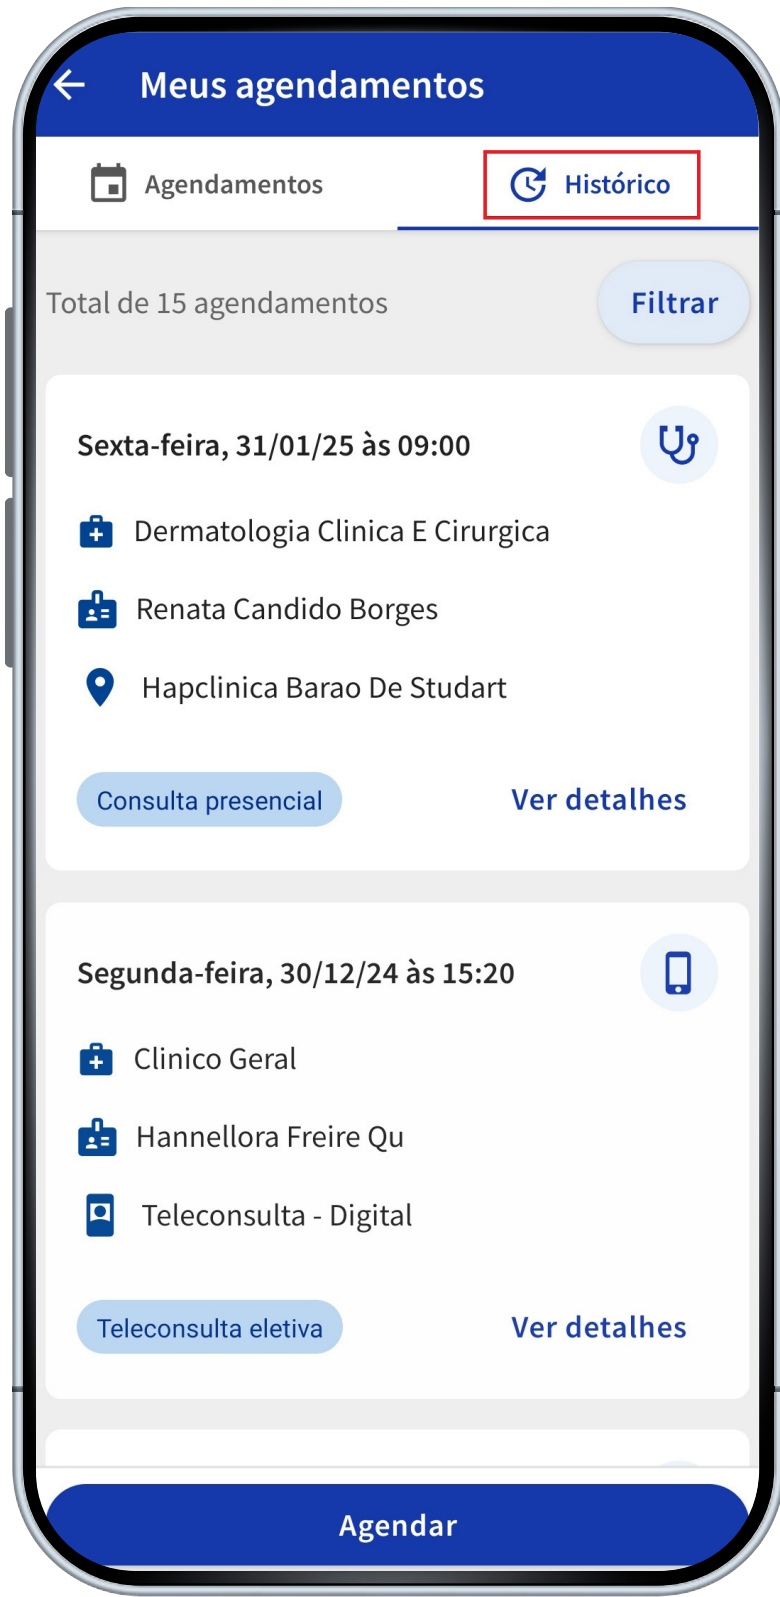 Meus agendamentos
Agendamentos
Histórico
Total de 15 agendamentos
Filtrar
Sexta-feira, 31/01/25 às 09:00
Dermatologia Clinica E Cirurgica
Renata Candido Borges
Hapclinica Barao De Studart
Consulta presencial
Ver detalhes
Segunda-feira, 30/12/24 às 15:20
Clinico Geral
Hannellora Freire Qu
Teleconsulta - Digital
Teleconsulta eletiva
Ver detalhes
Agendar